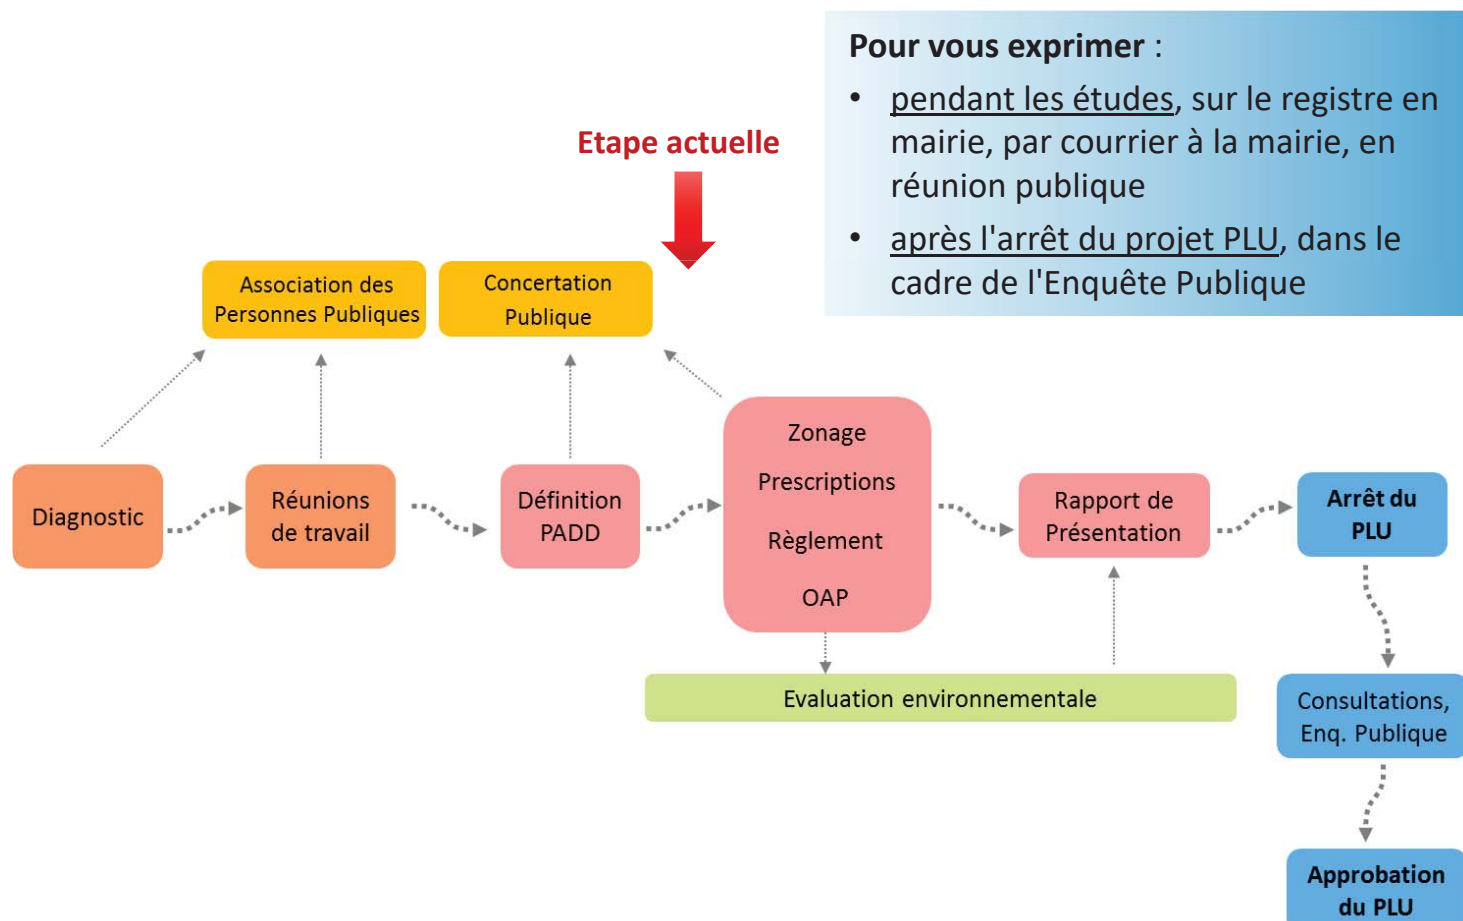 Pour vous exprimer :
• pendant les études, sur le registre en
mairie, par courrier à la mairie, en
réunion publique
• après l'arrêt du projet PLU, dans le
cadre de l'Enquête Publique
Etape actuelle
Association des
Personnes Publiques
Concertation
Publique
Diagnostic
Réunions
de travail
Définition
PADD
Zonage
Prescriptions
Règlement
OAP
Rapport de
Présentation
Arrêt du
PLU
Evaluation environnementale
Consultations,
Enq. Publique
Approbation
du PLU